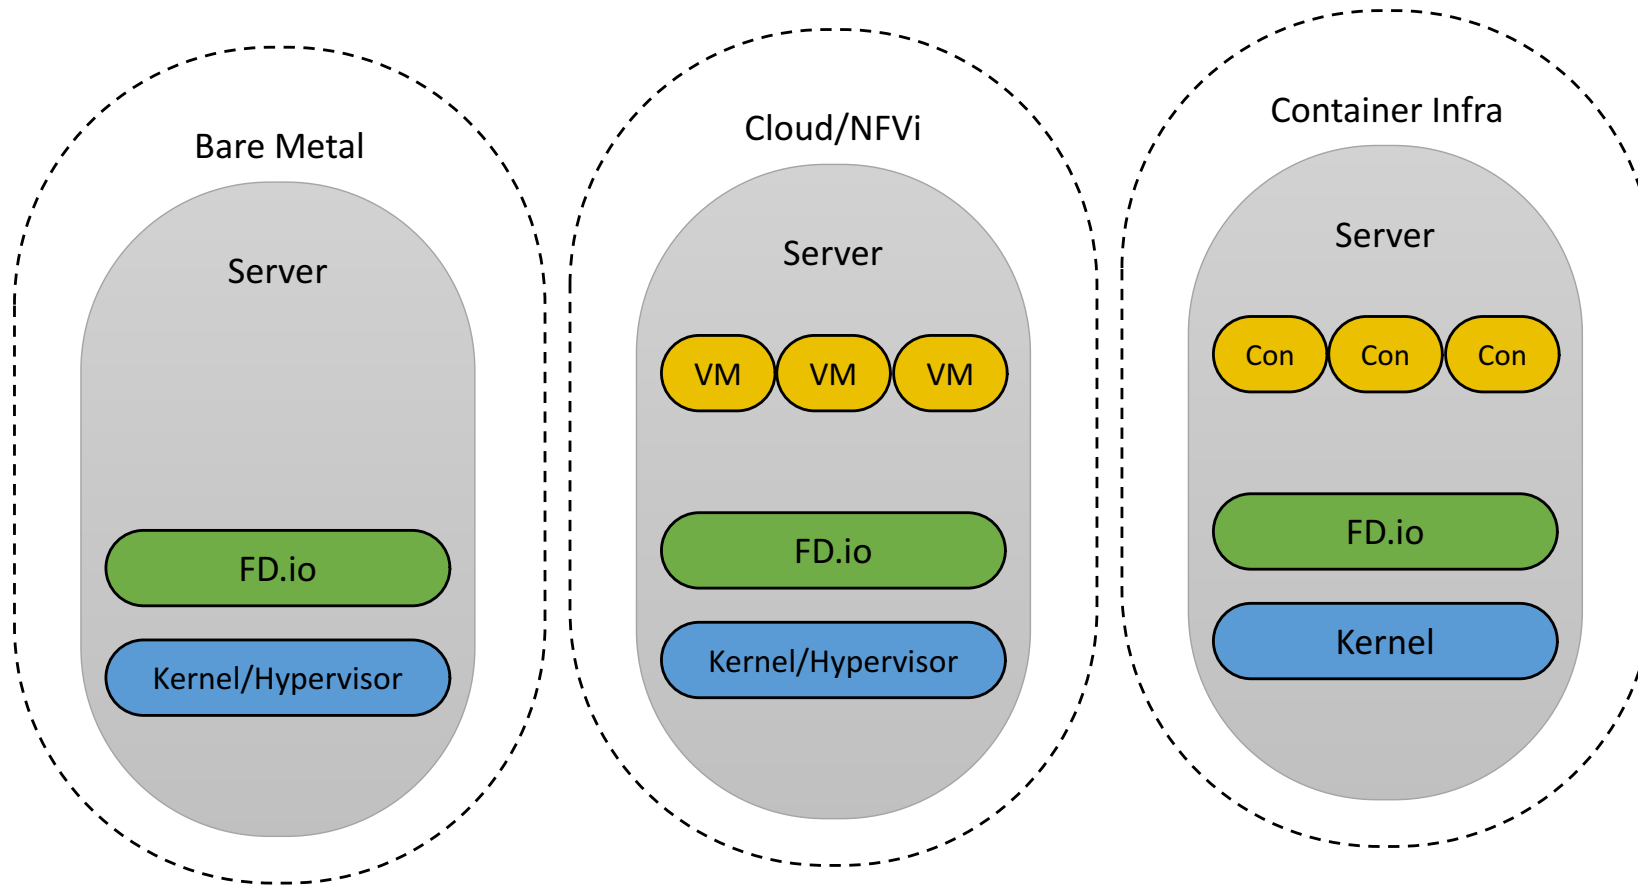 Bare Metal
Server
FD.io
Kernel/Hypervisor
Cloud/NFVi
Server
VM VM VM
FD.io
Kernel/Hypervisor
Container Infra
Server
Con Con Con
FD.io
Kernel